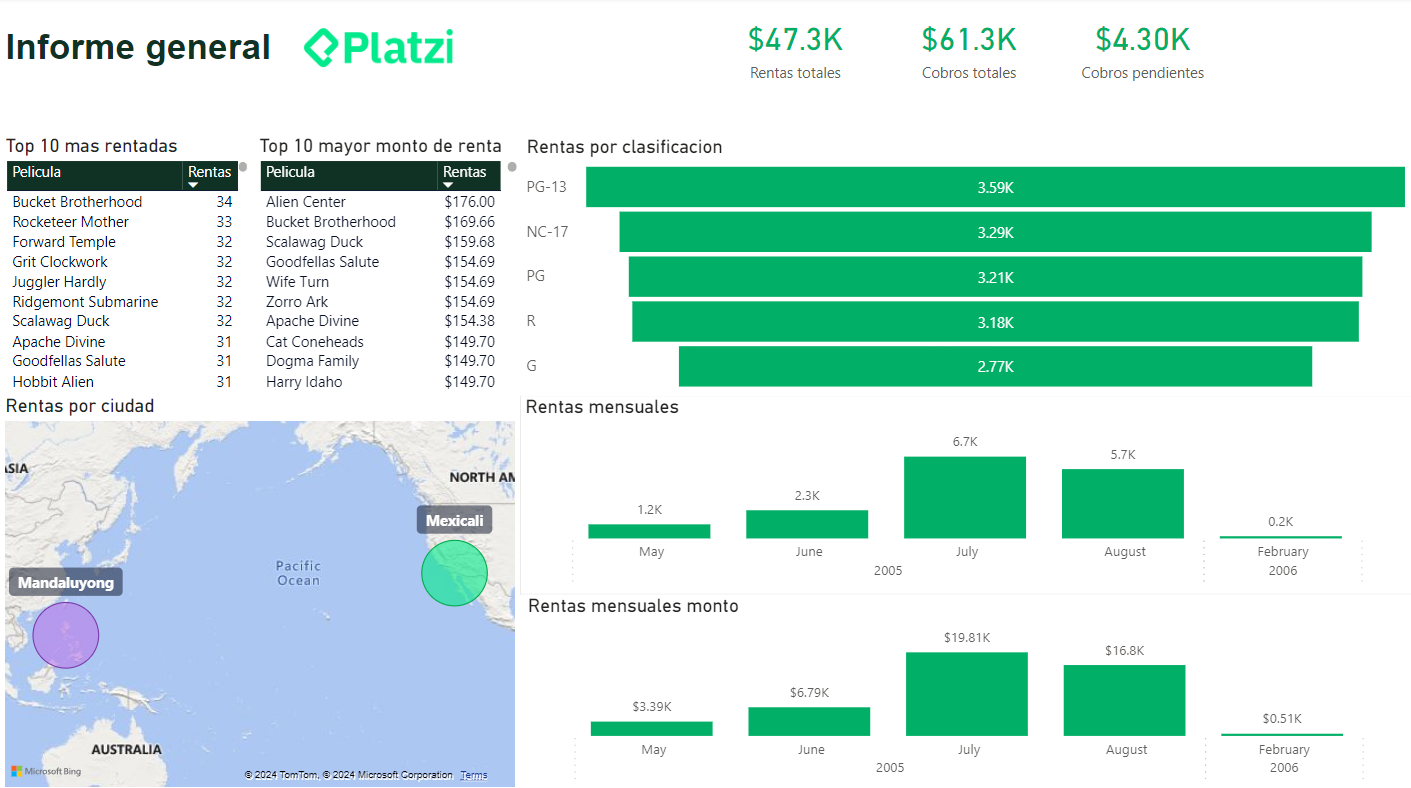 Informe general
Platzi
$47.3K
Rentas totales
$61.3K
Cobros totales
$4.30K
Cobros pendientes
Top 10 mas rentadas
Pelicula Rentas
Bucket Brotherhood 34
Rocketeer Mother 33
Forward Temple 32
Grit Clockwork 32
Juggler Hardly 32
Ridgemont Submarine 32
Scalawag Duck 32
Apache Divine 31
Goodfellas Salute 31
Hobbit Alien 31
Top 10 mayor monto de renta
Pelicula Rentas
Alien Center $176.00
Bucket Brotherhood $169.66
Scalawag Duck $159.68
Goodfellas Salute $154.69
Wife Turn $154.69
Zorro Ark $154.69
Apache Divine $154.38
Cat Coneheads $149.70
Dogma Family $149.70
Harry Idaho $149.70
Rentas por clasificacion
PG-13 3.59K
NC-17 3.29K
PG 3.21K
R 3.18K
G 2.77K
Rentas por ciudad
ASIA
NORTH AM
Mexicali
Pacific
Ocean
Mandaluyong
AUSTRALIA
Microsoft Bing
© 2024 TomTom, © 2024 Microsoft Corporation Terms
Rentas mensuales
1.2K 2.3K 6.7K 5.7K 0.2K
May June July August February
2005 2006
Rentas mensuales monto
$3.39K $6.79K $19.81K $16.8K $0.51K
May June July August February
2005 2006